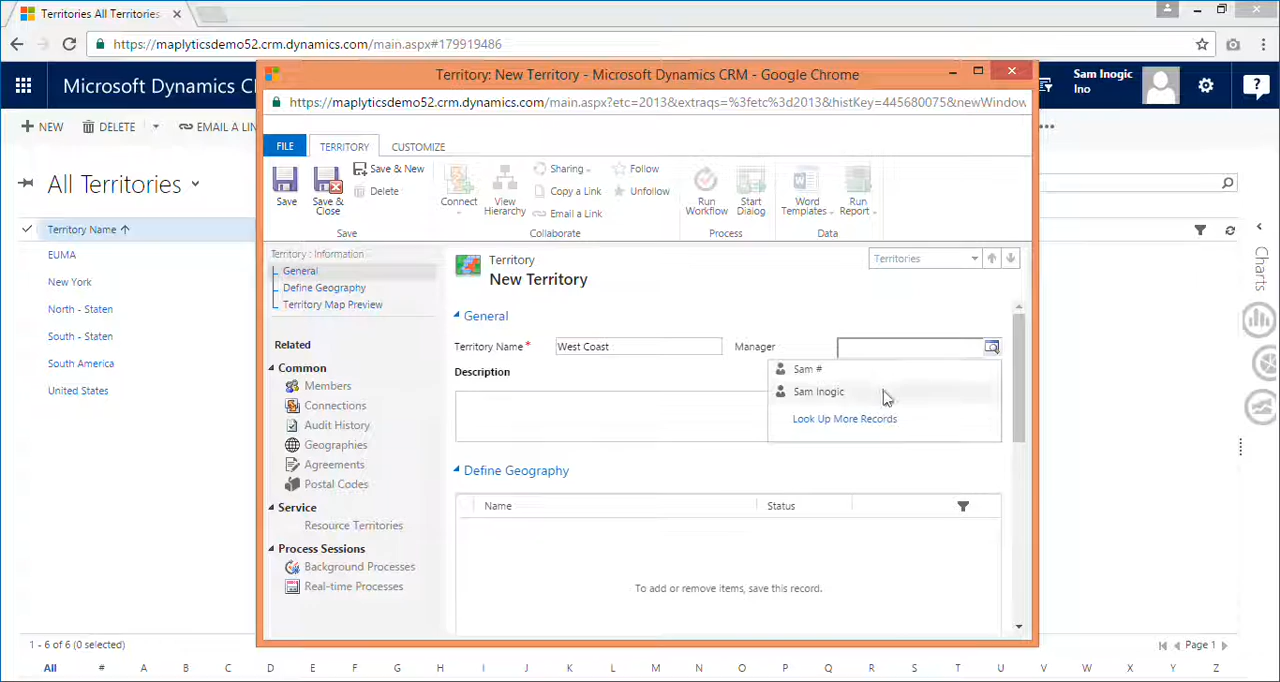 Territories All Territories
https://maplyticsdemo52.crm.dynamics.com/main.aspx#179919486
Microsoft Dynamics CI
Sam Inogic
Ino
NEW
DELETE
EMAIL A LIN
All Territories
Territory Name
EUMA
New York
North - Staten
South - Staten
South America
United States
Charts
Territory: New Territory - Microsoft Dynamics CRM - Google Chrome
https://maplyticsdemo52.crm.dynamics.com/main.aspx?etc=2013&extraqs=%3fetc%3d2013&histKey=445680075&newWindow
FILE
TERRITORY
CUSTOMIZE
Save
Save & Close
Save & New
Delete
Save
Connect
View Hierarchy
Sharing
Copy a Link
Email a Link
Collaborate
Follow
Unfollow
Run Workflow
Start Dialog
Process
Word Templates
Run Report
Data
Territory : Information
General
Define Geography
Territory Map Preview
Related
Common
Members
Connections
Audit History
Geographies
Agreements
Postal Codes
Service
Resource Territories
Process Sessions
Background Processes
Real-time Processes
Territory
New Territory
Territories
General
Territory Name*
West Coast
Manager
Sam #
Sam Inogic
Look Up More Records
Description
Define Geography
Name
Status
To add or remove items, save this record.
1 - 6 of 6 (0 selected)
Page 1
All # A B C D E F G H I J K L M N O P Q R S T U V W X Y Z